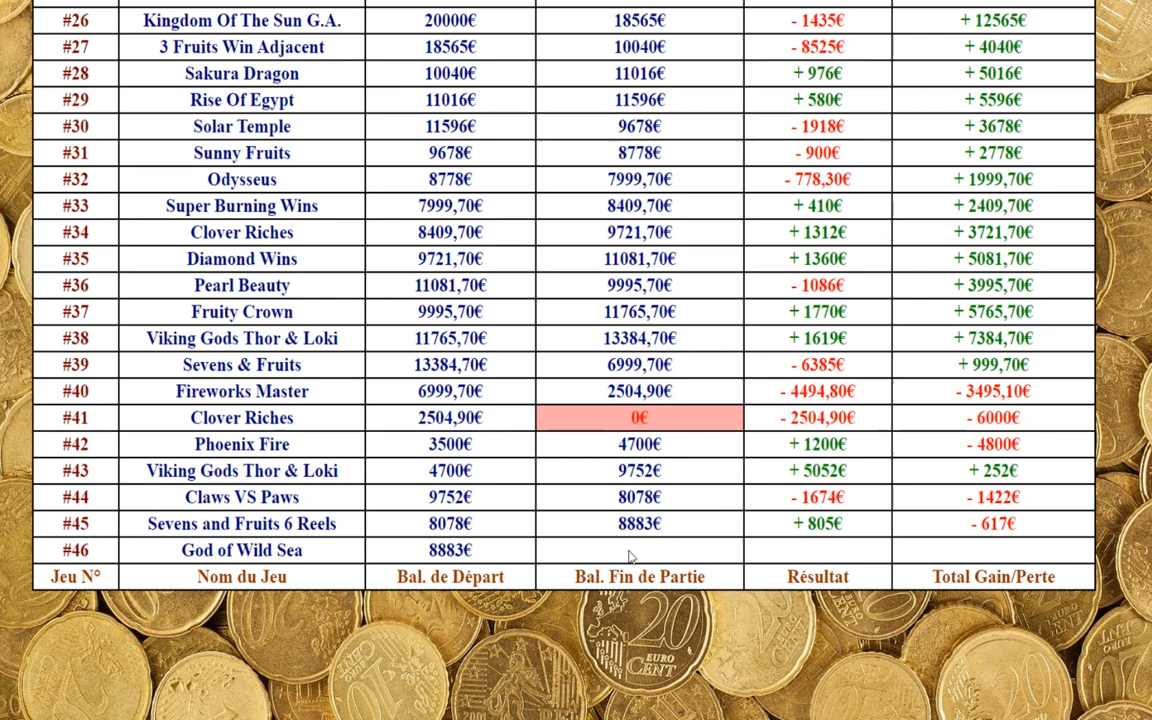 #26 Kingdom Of The Sun G.A. 20000€ 18565€ - 1435€ + 12565€
#27 3 Fruits Win Adjacent 18565€ 10040€ - 8525€ + 4040€
#28 Sakura Dragon 10040€ 11016€ + 976€ + 5016€
#29 Rise Of Egypt 11016€ 11596€ + 580€ + 5596€
#30 Solar Temple 11596€ 9678€ - 1918€ + 3678€
#31 Sunny Fruits 9678€ 8778€ - 900€ + 2778€
#32 Odysseus 8778€ 7999,70€ - 778,30€ + 1999,70€
#33 Super Burning Wins 7999,70€ 8409,70€ + 410€ + 2409,70€
#34 Clover Riches 8409,70€ 9721,70€ + 1312€ + 3721,70€
#35 Diamond Wins 9721,70€ 11081,70€ + 1360€ + 5081,70€
#36 Pearl Beauty 11081,70€ 9995,70€ - 1086€ + 3995,70€
#37 Fruity Crown 9995,70€ 11765,70€ + 1770€ + 5765,70€
#38 Viking Gods Thor & Loki 11765,70€ 13384,70€ + 1619€ + 7384,70€
#39 Sevens & Fruits 13384,70€ 6999,70€ - 6385€ + 999,70€
#40 Fireworks Master 6999,70€ 2504,90€ - 4494,80€ - 3495,10€
#41 Clover Riches 2504,90€ 0€ - 2504,90€ - 6000€
#42 Phoenix Fire 3500€ 4700€ + 1200€ - 4800€
#43 Viking Gods Thor & Loki 4700€ 9752€ + 5052€ + 252€
#44 Claws VS Paws 9752€ 8078€ - 1674€ - 1422€
#45 Sevens and Fruits 6 Reels 8078€ 8883€ + 805€ - 617€
#46 God of Wild Sea 8883€
Jeu N° Nom du Jeu Bal. de Départ Bal. Fin de Partie Résultat Total Gain/Perte
20
EURO
CENT